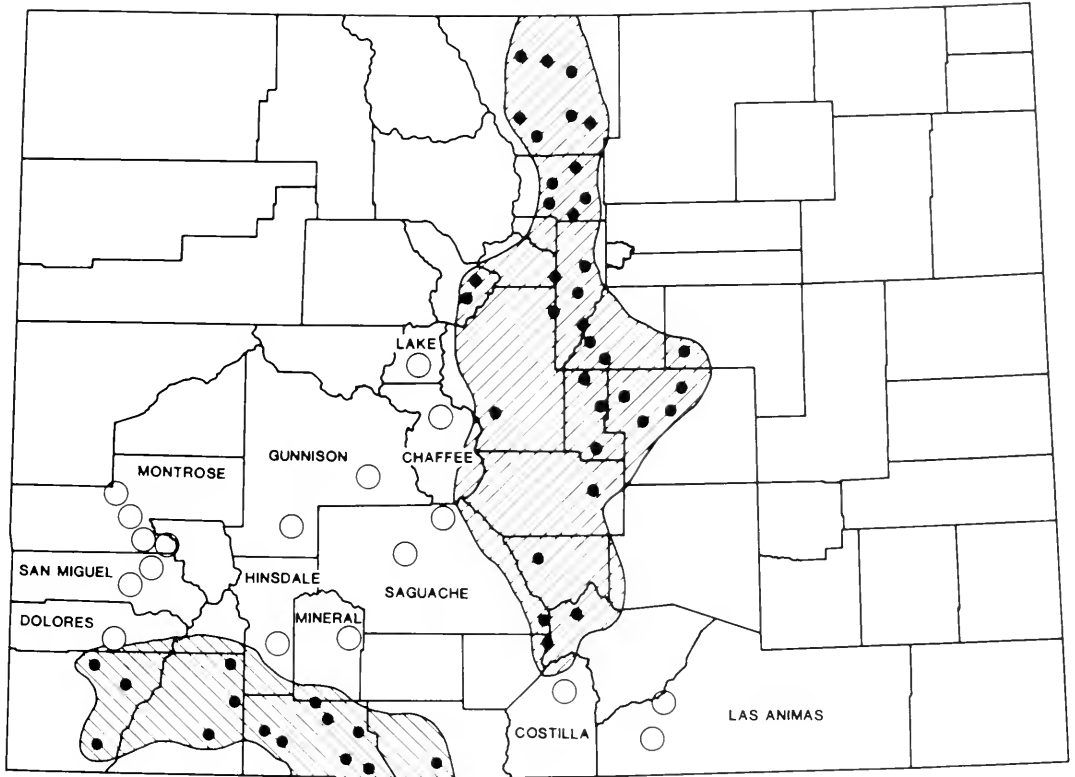 LAKE
GUNNISON
CHAFFEE
MONTROSE
SAN MIGUEL
HINSDALE
SAGUACHE
MINERAL
DOLORES
LAS ANIMAS
COSTILLA